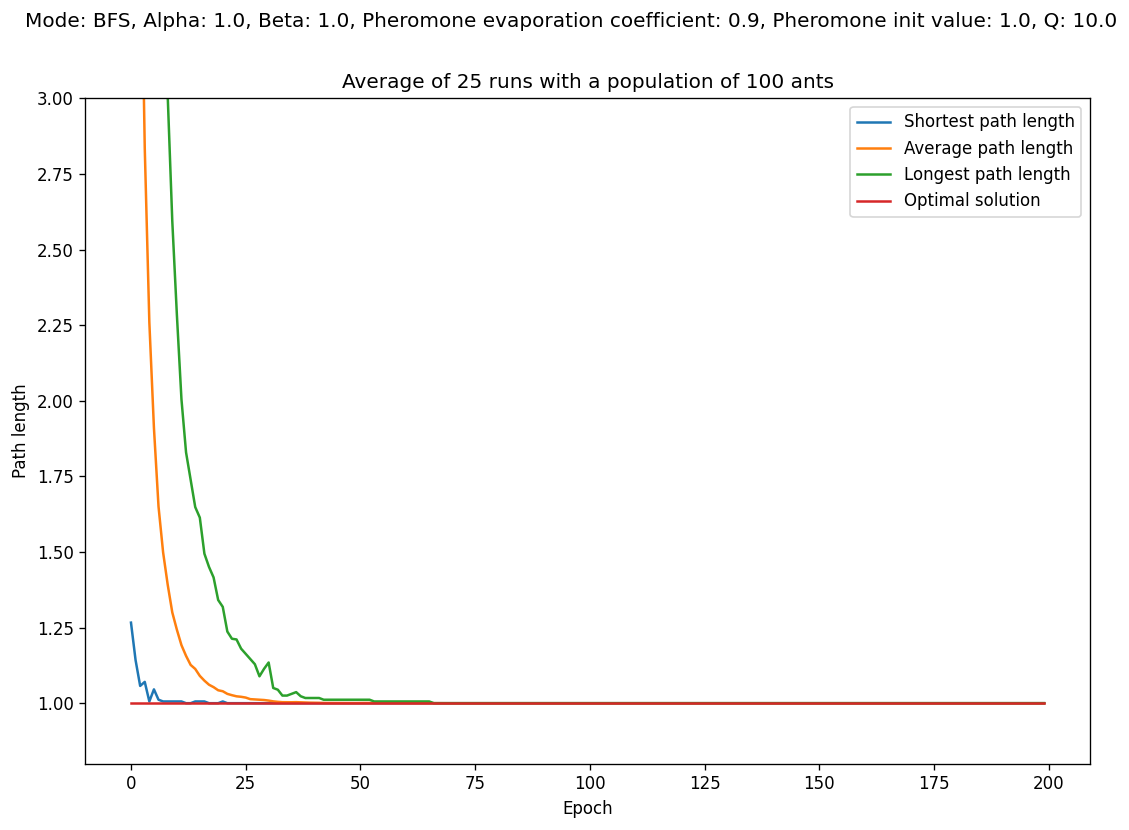 Mode: BFS, Alpha: 1.0, Beta: 1.0, Pheromone evaporation coefficient: 0.9, Pheromone init value: 1.0, Q: 10.0
Average of 25 runs with a population of 100 ants
3.00
2.75
2.50
2.25
2.00
1.75
1.50
1.25
1.00
Path length
Shortest path length
Average path length
Longest path length
Optimal solution
0 25 50 75 100 125 150 175 200
Epoch